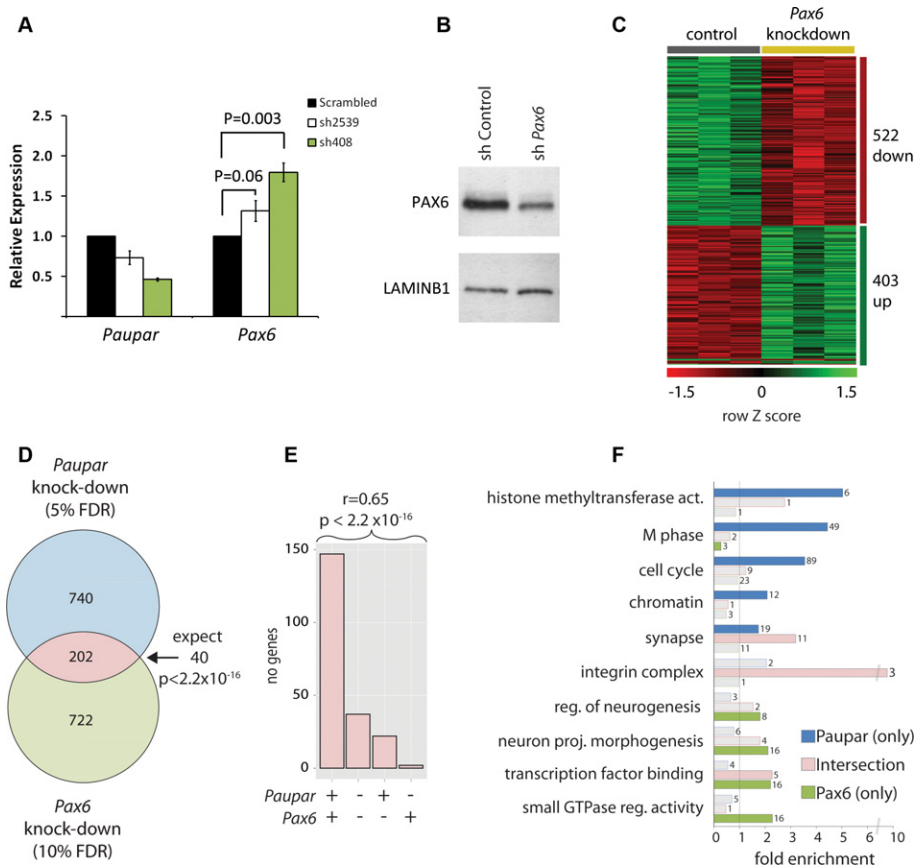 A
Scrambled
sh2539
sh408
P=0.003
P=0.06
Relative Expression
2.5
2.0
1.5
1.0
0.5
Paupar
Pax6
B
sh Control
sh Pax6
PAX6
LAMINB1
C
control
Pax6
knockdown
522
down
403
up
-1.5
0
1.5
row Z score
D
Paupar
knock-down
(5% FDR)
740
202
722
expect
40
p<2.2x10-16
Pax6
knock-down
(10% FDR)
E
r=0.65
p < 2.2 x10-16
no genes
150
100
50
0
Paupar + - + -
Pax6 + - - +
F
histone methyltransferase act.
6
1
1
M phase
49
2
3
cell cycle
89
9
23
chromatin
12
1
3
synapse
19
11
11
integrin complex
2
3
1
reg. of neurogenesis
3
2
8
neuron proj. morphogenesis
6
4
16
transcription factor binding
4
5
16
small GTPase reg. activity
5
1
16
Paupar (only)
Intersection
Pax6 (only)
0 1 2 3 4 5 6 10
fold enrichment